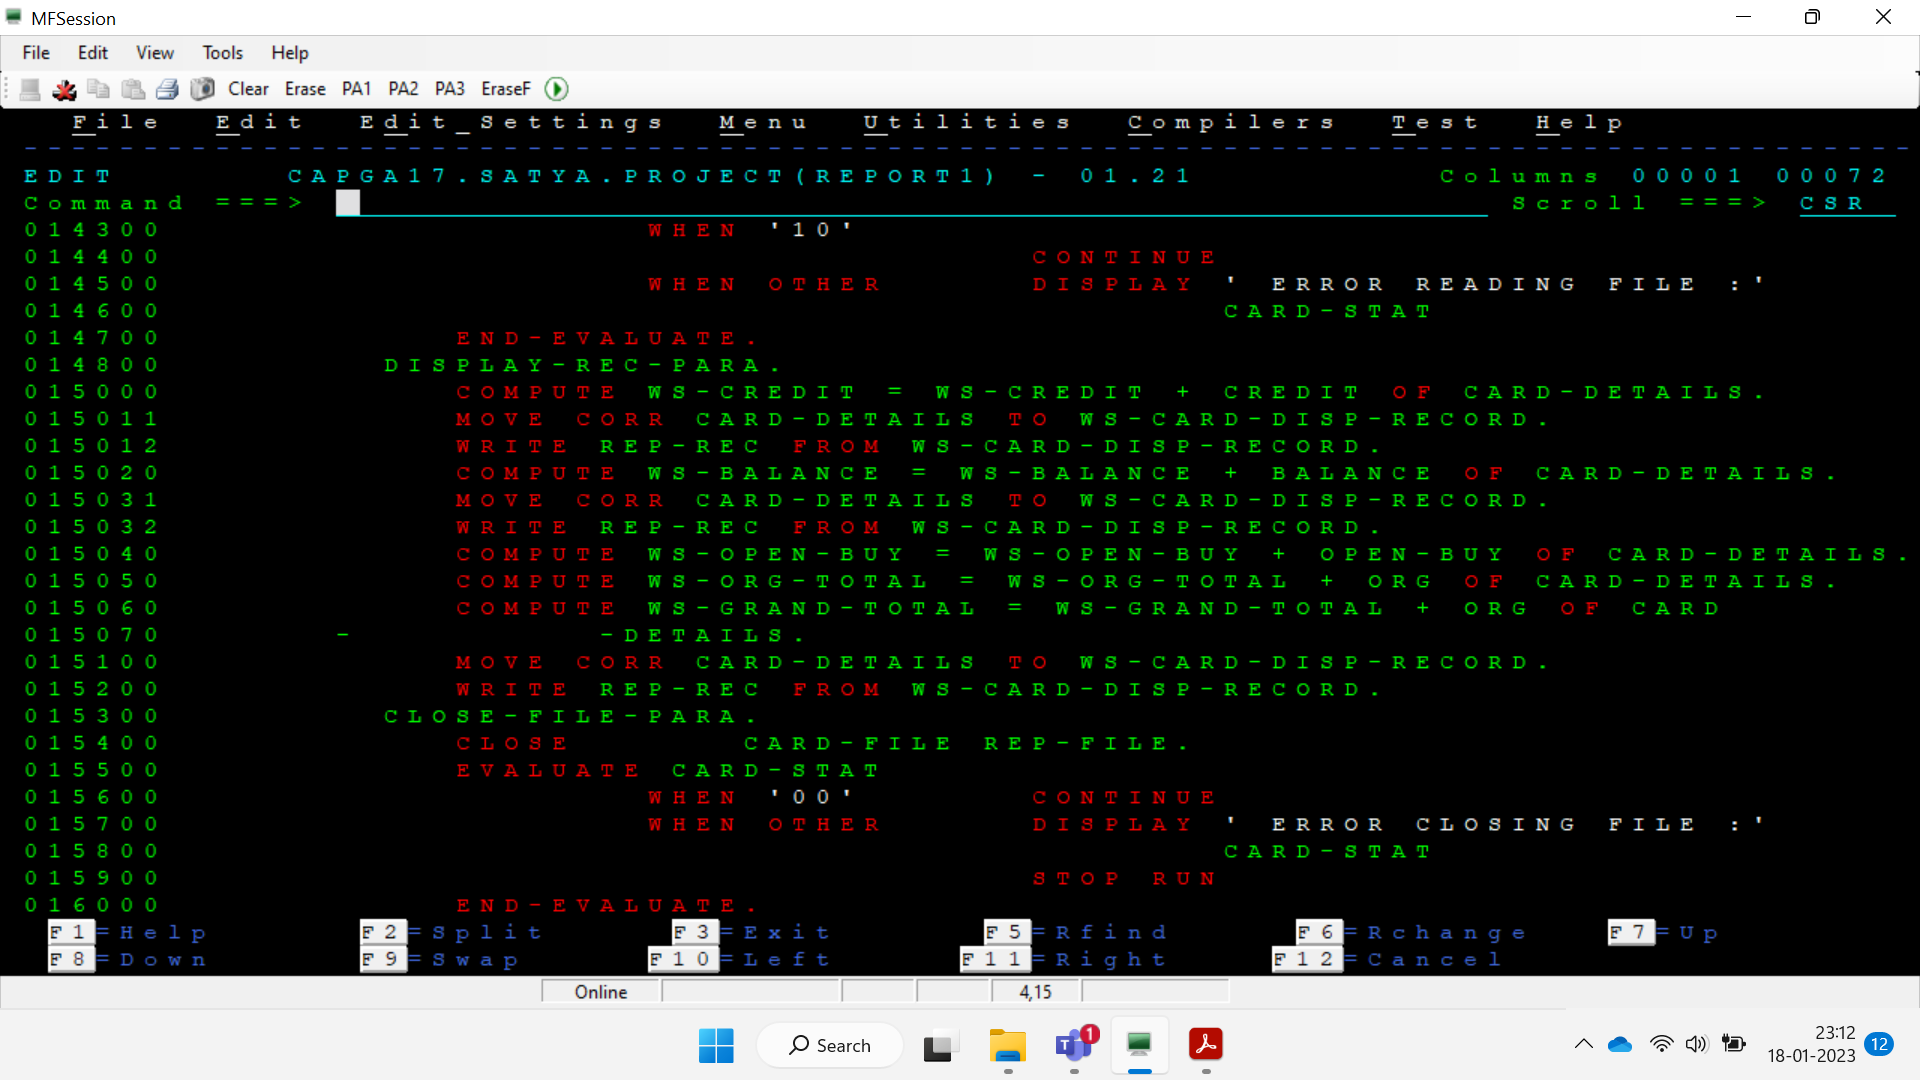 MFSession
File Edit View Tools Help
Clear Erase PA1 PA2 PA3 EraseF
File Edit Edit_Settings Menu Utilities Compilers Test Help
EDIT CAPGA17.SATYA.PROJECT(REPORT1) - 01.21 Columns 00001 00072
Command ===> Scroll ===> CSR
014300 WHEN '10'
014400 CONTINUE
014500 WHEN OTHER DISPLAY ' ERROR READING FILE :'
014600 CARD-STAT
014700 END-EVALUATE.
014800 DISPLAY-REC-PARA.
015000 COMPUTE WS-CREDIT = WS-CREDIT + CREDIT OF CARD-DETAILS.
015011 MOVE CORR CARD-DETAILS TO WS-CARD-DISP-RECORD.
015012 WRITE REP-REC FROM WS-CARD-DISP-RECORD.
015020 COMPUTE WS-BALANCE = WS-BALANCE + BALANCE OF CARD-DETAILS.
015031 MOVE CORR CARD-DETAILS TO WS-CARD-DISP-RECORD.
015032 WRITE REP-REC FROM WS-CARD-DISP-RECORD.
015040 COMPUTE WS-OPEN-BUY = WS-OPEN-BUY + OPEN-BUY OF CARD-DETAILS.
015050 COMPUTE WS-ORG-TOTAL = WS-ORG-TOTAL + ORG OF CARD-DETAILS.
015060 COMPUTE WS-GRAND-TOTAL = WS-GRAND-TOTAL + ORG OF CARD
015070 - -DETAILS.
015100 MOVE CORR CARD-DETAILS TO WS-CARD-DISP-RECORD.
015200 WRITE REP-REC FROM WS-CARD-DISP-RECORD.
015300 CLOSE-FILE-PARA.
015400 CLOSE CARD-FILE REP-FILE.
015500 EVALUATE CARD-STAT
015600 WHEN '00' CONTINUE
015700 WHEN OTHER DISPLAY ' ERROR CLOSING FILE :'
015800 CARD-STAT
015900 STOP RUN
016000 END-EVALUATE.
F1=Help F2=Split F3=Exit F5=Rfind F6=Rchange F7=Up
F8=Down F9=Swap F10=Left F11=Right F12=Cancel
Online 4,15
Search 1 23:12 12
18-01-2023